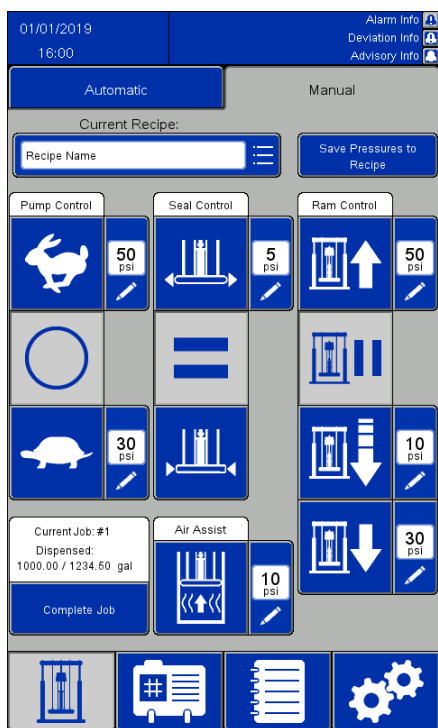 01/01/2019
16:00
Alarm Info
Deviation Info
Advisory Info
Automatic
Manual
Current Recipe:
Recipe Name
Save Pressures to
Recipe
Pump Control
Seal Control
Ram Control
50
psi
5
psi
50
psi
30
psi
10
psi
30
psi
Current Job: #1
Dispensed:
1000.00 / 1234.50 gal
Complete Job
Air Assist
10
psi